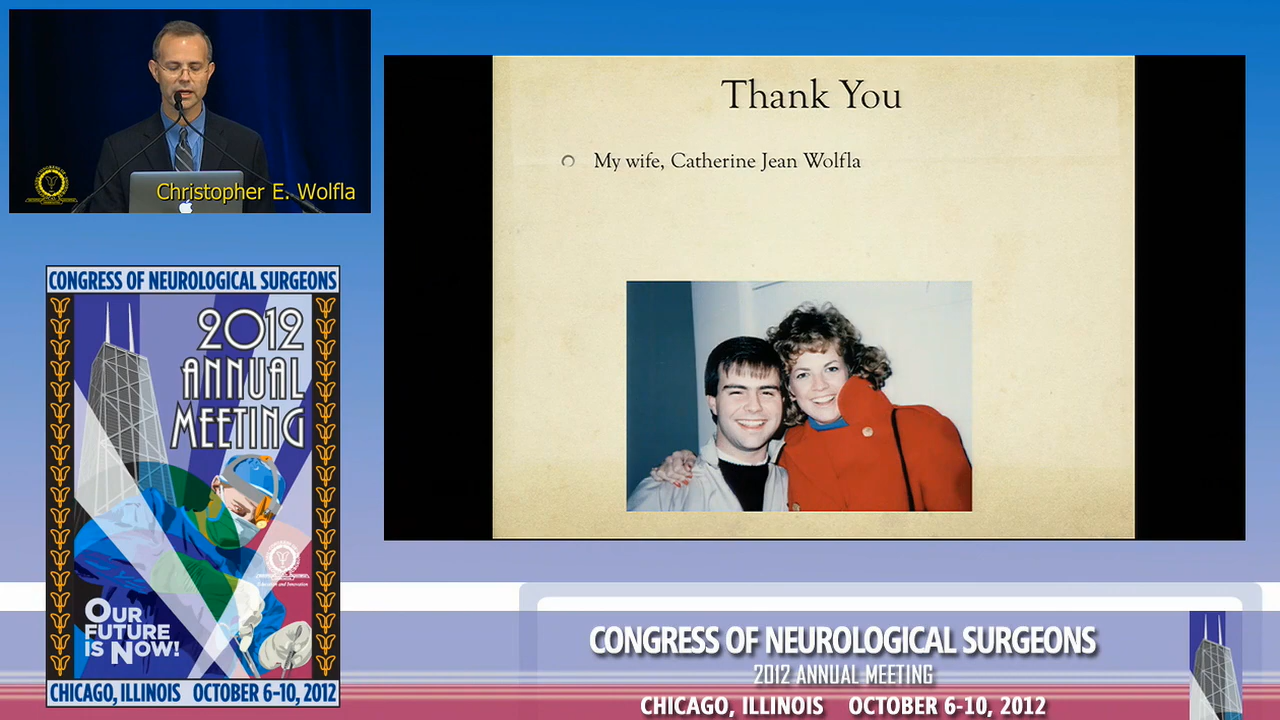 Christopher E. Wolfla
Thank You
My wife, Catherine Jean Wolfla
CONGRESS OF NEUROLOGICAL SURGEONS
2012
ANNUAL
MEETING
OUR
FUTURE
IS NOW!
CHICAGO, ILLINOIS OCTOBER 6-10, 2012
CONGRESS OF NEUROLOGICAL SURGEONS
2012 ANNUAL MEETING
CHICAGO, ILLINOIS OCTOBER 6-10, 2012